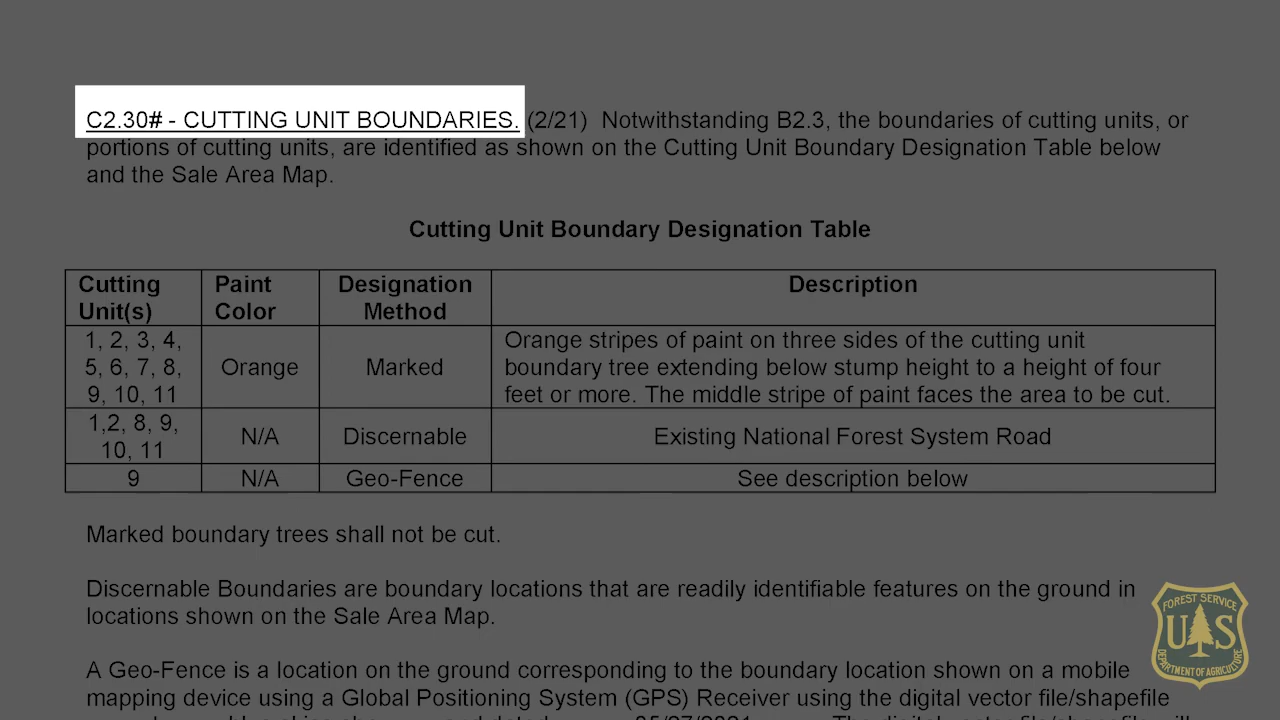 C2.30# - CUTTING UNIT BOUNDARIES. (2/21) Notwithstanding B2.3, the boundaries of cutting units, or
portions of cutting units, are identified as shown on the Cutting Unit Boundary Designation Table below
and the Sale Area Map.
Cutting Unit Boundary Designation Table
Cutting Unit(s) Paint Color Designation Method Description
1, 2, 3, 4, 5, 6, 7, 8, 9, 10, 11 Orange Marked Orange stripes of paint on three sides of the cutting unit
boundary tree extending below stump height to a height of four
feet or more. The middle stripe of paint faces the area to be cut.
1,2, 8, 9, 10, 11 N/A Discernable Existing National Forest System Road
9 N/A Geo-Fence See description below
Marked boundary trees shall not be cut.
Discernable Boundaries are boundary locations that are readily identifiable features on the ground in
locations shown on the Sale Area Map.
A Geo-Fence is a location on the ground corresponding to the boundary location shown on a mobile
mapping device using a Global Positioning System (GPS) Receiver using the digital vector file/shapefile
05/27/2021
FOREST SERVICE
U S
DEPARTMENT OF AGRICULTURE